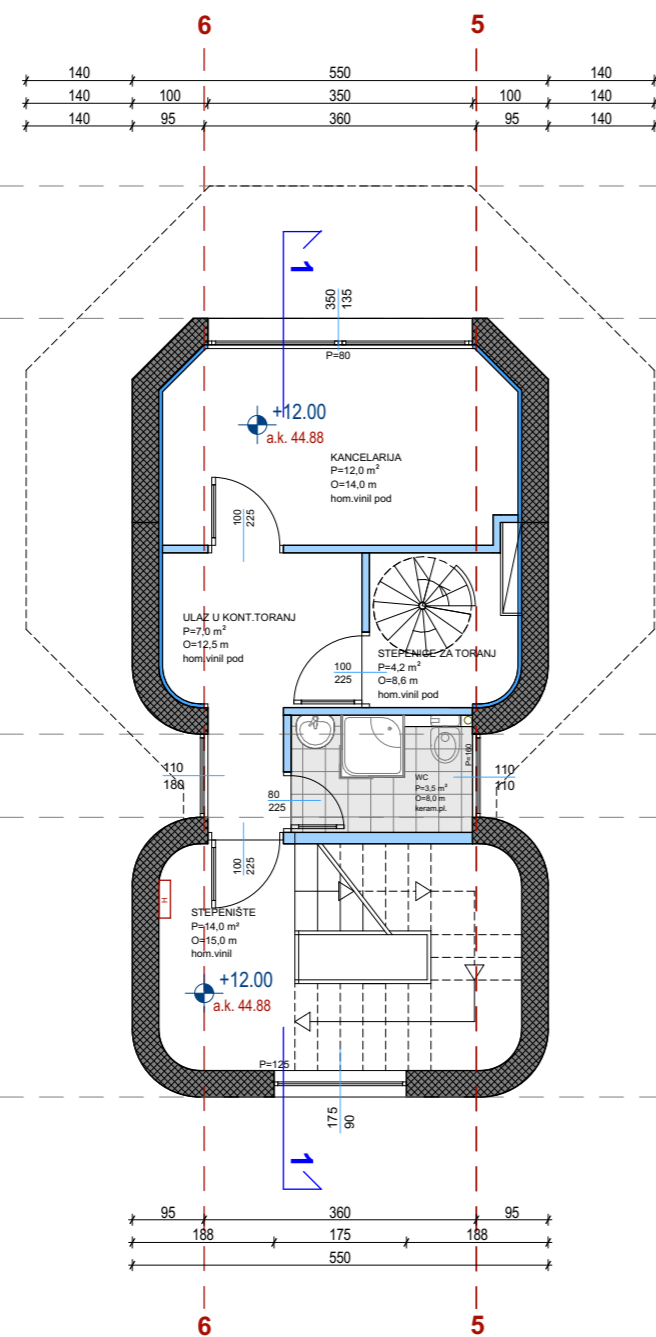 6 5
140 550 140
140 100 350 100 140
140 95 360 95 140
1
350
135
P=80
+12.00
a.k. 44.88
KANCELARIJA
P=12,0 m²
O=14,0 m
hom.vinil pod
100
225
ULAZ U KONT.TORANJ
P=7,0 m²
O=12,5 m
hom.vinil pod
STEPENICE ZA TORANJ
P=4,2 m²
O=8,6 m
hom.vinil pod
100
225
110
180
80
225
WC
P=3,5 m²
O=8,0 m
keram.pl.
P=160
110
110
100
225
H
STEPENIŠTE
P=14,0 m²
O=15,0 m
hom.vinil
+12.00
a.k. 44.88
P=125
175
90
1
95 360 95
188 175 188
550
6 5